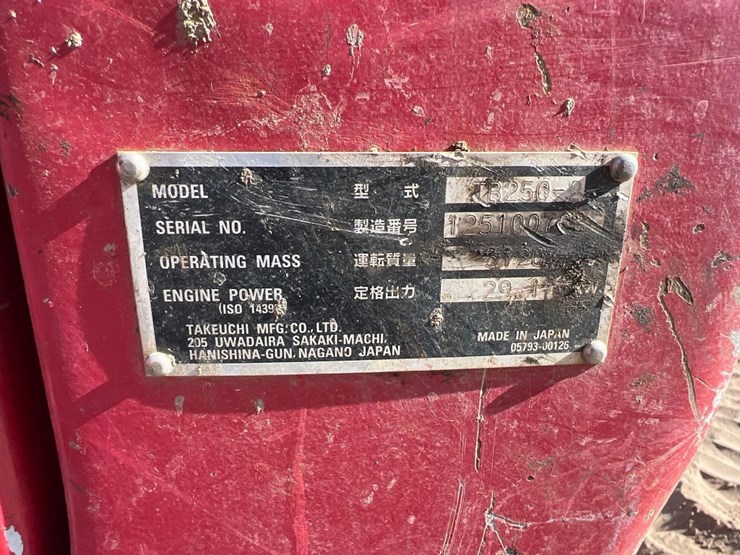 MODEL 型式 TB250-
SERIAL NO. 製造番号
OPERATING MASS 運転質量
ENGINE POWER 定格出力
(ISO 1439
TAKEUCHI MFG. CO., LTD.
205 UWADAIRA SAKAKI-MACHI,
HANISHINA-GUN, NAGANO JAPAN
MADE IN JAPAN
05793-00126